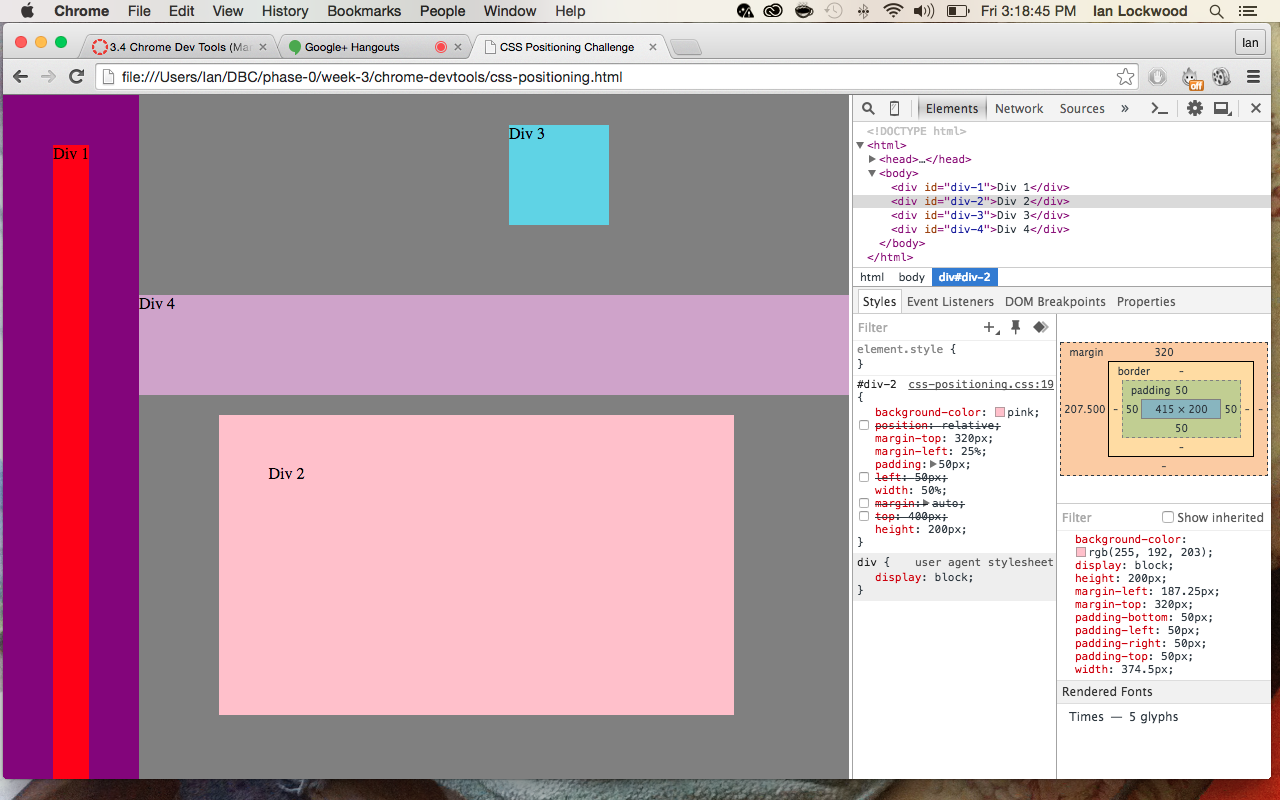 Chrome File Edit View History Bookmarks People Window Help Fri 3:18:45 PM Ian Lockwood
3.4 Chrome Dev Tools (Ma Google+ Hangouts CSS Positioning Challenge Ian
file:///Users/Ian/DBC/phase-0/week-3/chrome-devtools/css-positioning.html off
Div 1
Div 3
Div 4
Div 2
Elements Network Sources »
<!DOCTYPE html>
▼<html>
▶<head>…</head>
▼<body>
<div id="div-1">Div 1</div>
<div id="div-2">Div 2</div>
<div id="div-3">Div 3</div>
<div id="div-4">Div 4</div>
</body>
</html>
html body div#div-2
Styles Event Listeners DOM Breakpoints Properties
Filter
element.style {
}
#div-2 css-positioning.css:19
{
background-color: pink;
position: relative;
margin-top: 320px;
margin-left: 25%;
padding:▶50px;
left: 50px;
width: 50%;
margin:▶auto;
top: 400px;
height: 200px;
}
div { user agent stylesheet
display: block;
}
margin 320
border -
padding 50
207.500 - 50 415 × 200 50 - -
50
-
-
Filter Show inherited
background-color:
rgb(255, 192, 203);
display: block;
height: 200px;
margin-left: 187.25px;
margin-top: 320px;
padding-bottom: 50px;
padding-left: 50px;
padding-right: 50px;
padding-top: 50px;
width: 374.5px;
Rendered Fonts
Times — 5 glyphs